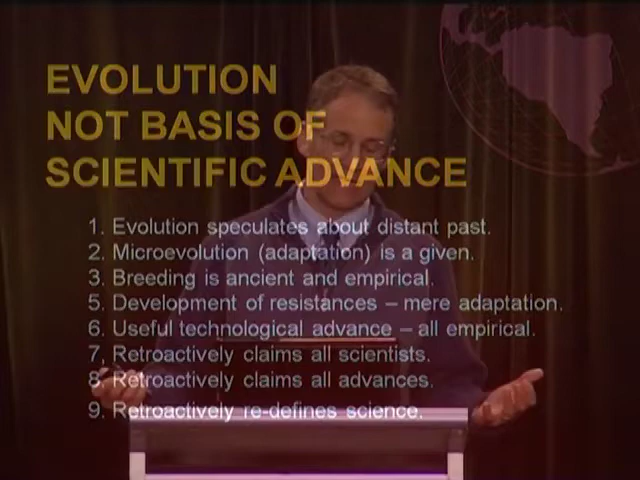 EVOLUTION
NOT BASIS OF
SCIENTIFIC ADVANCE
1. Evolution speculates about distant past.
2. Microevolution (adaptation) is a given.
3. Breeding is ancient and empirical.
5. Development of resistances – mere adaptation.
6. Useful technological advance – all empirical.
7. Retroactively claims all scientists.
8. Retroactively claims all advances.
9. Retroactively re-defines science.